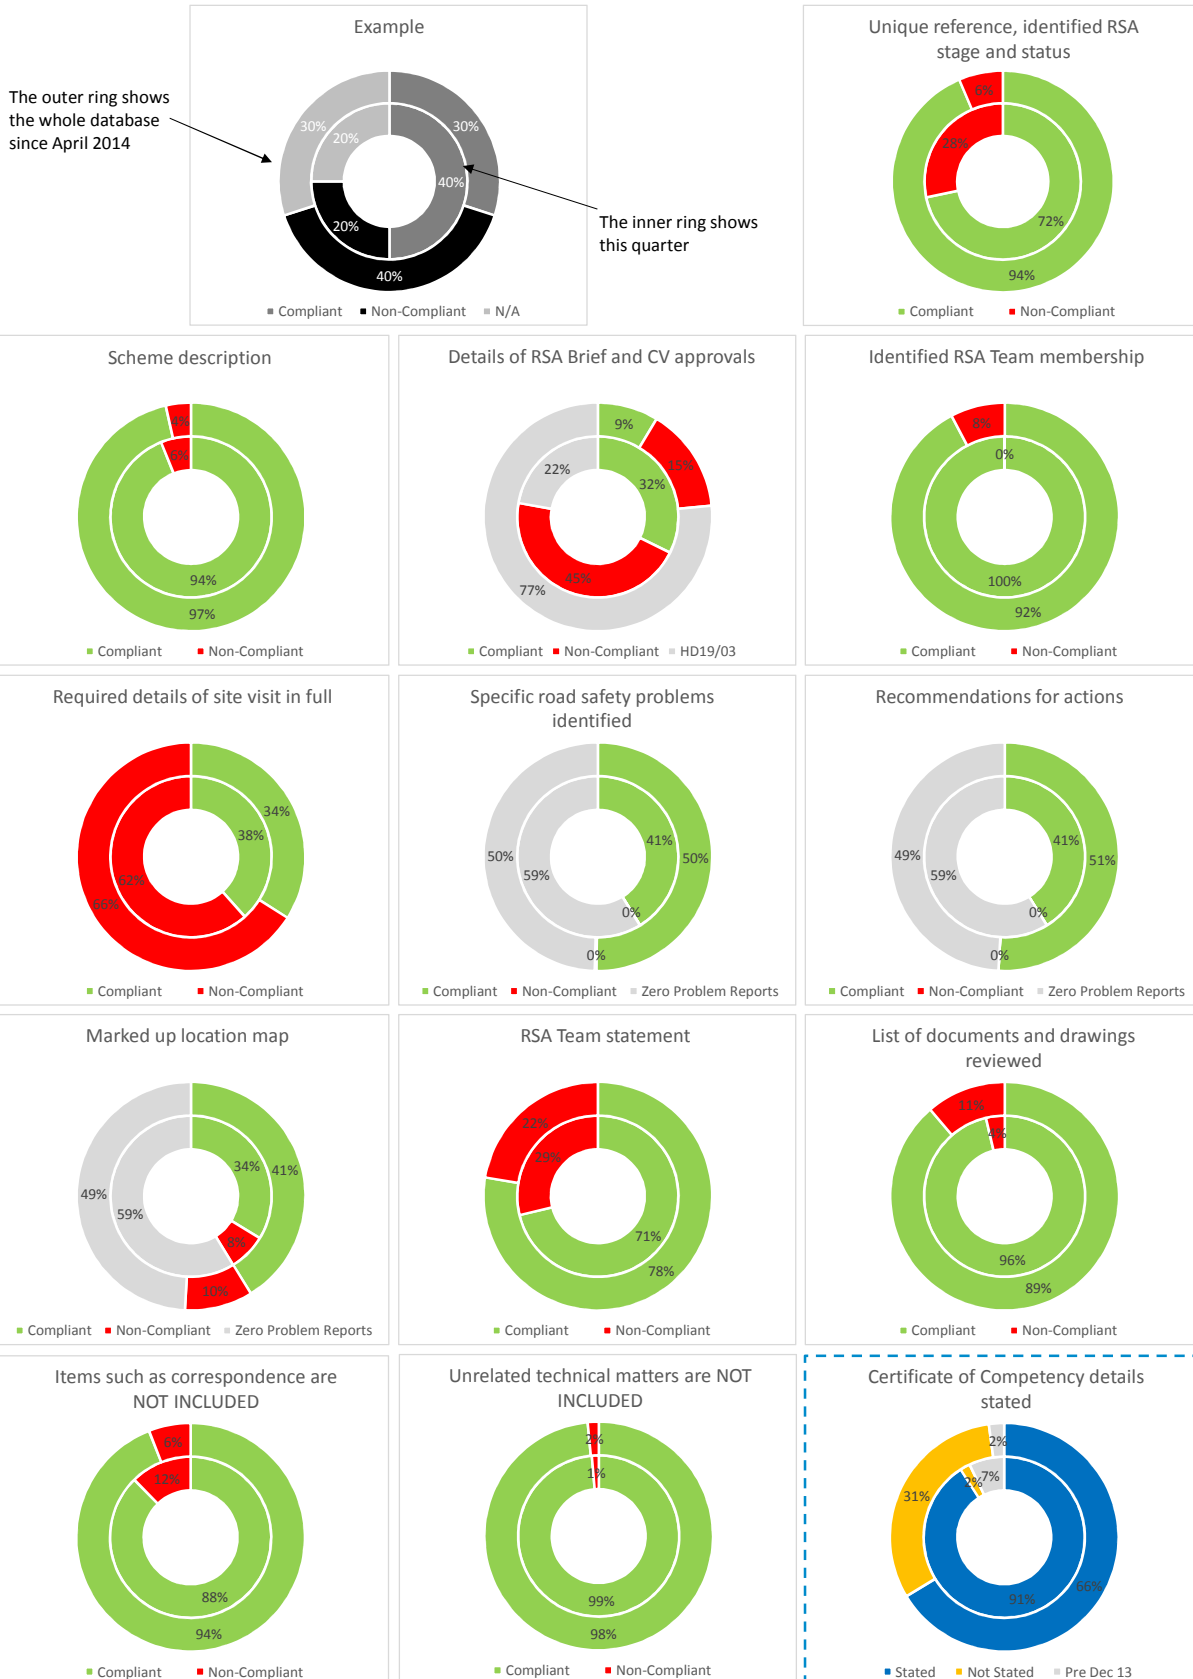 Example
The outer ring shows
the whole database
since April 2014
30%
30%
20%
40%
20%
40%
The inner ring shows
this quarter
Compliant Non-Compliant N/A
Unique reference, identified RSA
stage and status
6%
28%
72%
94%
Compliant Non-Compliant
Scheme description
4%
6%
94%
97%
Compliant Non-Compliant
Details of RSA Brief and CV approvals
9%
15%
22%
32%
45%
77%
Compliant Non-Compliant HD19/03
Identified RSA Team membership
8%
0%
100%
92%
Compliant Non-Compliant
Required details of site visit in full
34%
38%
62%
66%
Compliant Non-Compliant
Specific road safety problems
identified
41%
50%
50%
59%
0%
0%
Compliant Non-Compliant Zero Problem Reports
Recommendations for actions
41%
49%
51%
59%
0%
0%
Compliant Non-Compliant Zero Problem Reports
Marked up location map
34%
41%
49%
59%
8%
10%
Compliant Non-Compliant Zero Problem Reports
RSA Team statement
22%
29%
71%
78%
Compliant Non-Compliant
List of documents and drawings
reviewed
11%
4%
96%
89%
Compliant Non-Compliant
Items such as correspondence are
NOT INCLUDED
6%
12%
88%
94%
Compliant Non-Compliant
Unrelated technical matters are NOT
INCLUDED
2%
1%
99%
98%
Compliant Non-Compliant
Certificate of Competency details
stated
2%
7%
2%
31%
66%
91%
Stated Not Stated Pre Dec 13